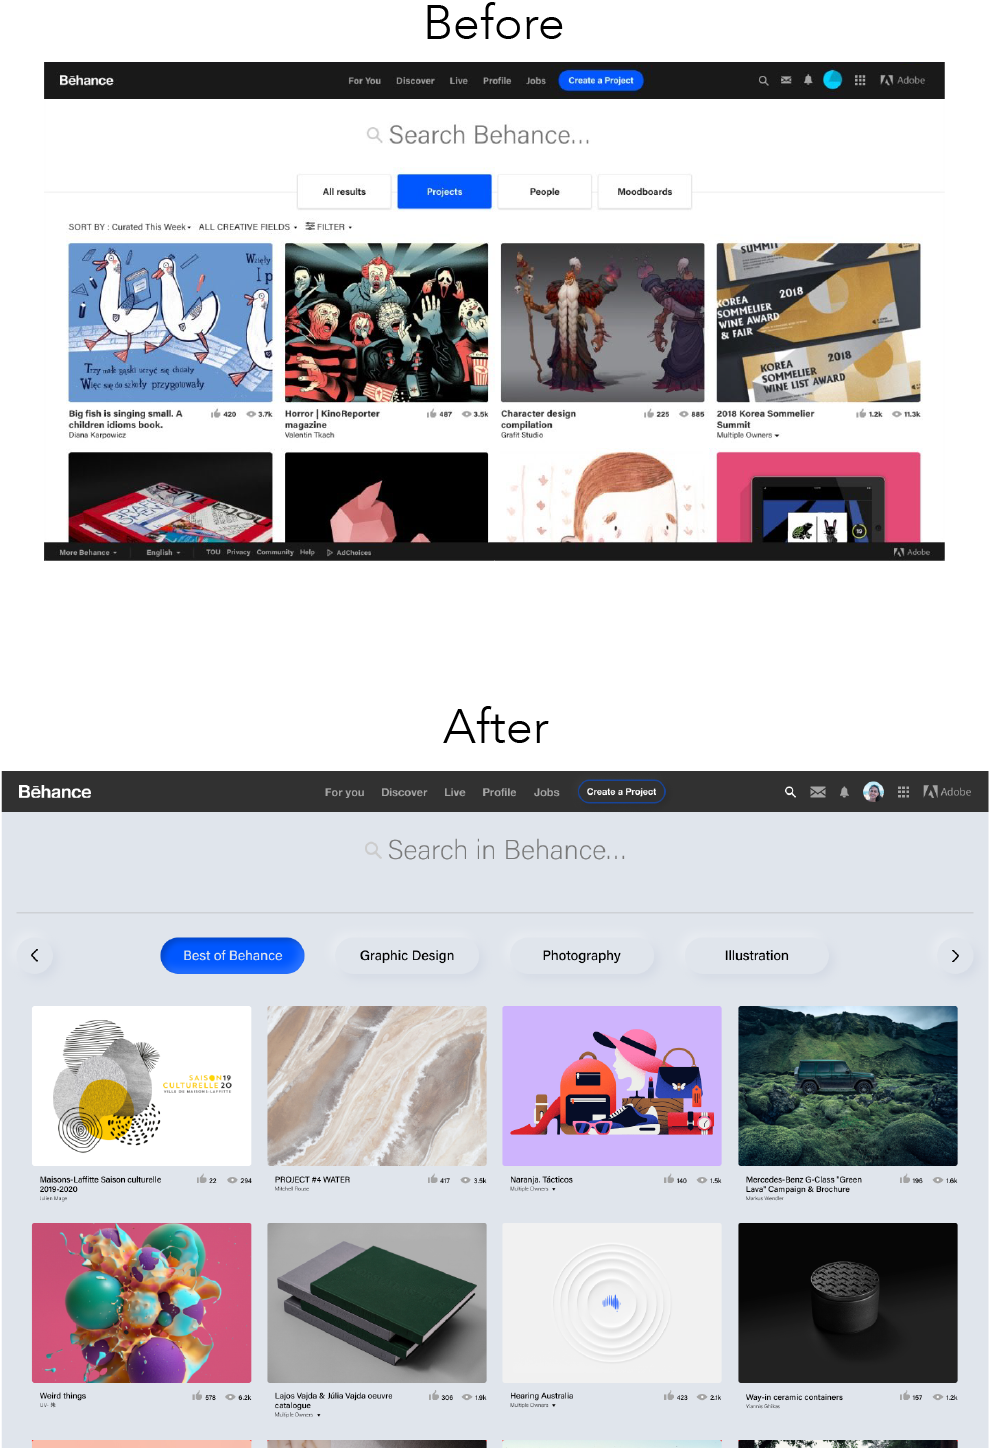 Before
Bēhance
For You Discover Live Profile Jobs Create a Project
Adobe
Search Behance...
All results Projects People Moodboards
SORT BY : Curated This Week ALL CREATIVE FIELDS FILTER
Trzy małe gąski uczyć się chciały
Więc się do szkoły przygotowały.
SUMMIT
KOREA
SOMMELIER
WINE AWARD
& FAIR
2018
2018
KOREA
SOMMELIER
WINE LIST AWARD
Big fish is singing small. A
children idioms book.
420 3.7k
Diana Karpowicz
Horror | KinoReporter
magazine
487 3.5k
Valentin Tkach
Character design
compilation
225 885
Grafit Studio
2018 Korea Sommelier
Summit
1.2k 11.3k
Multiple Owners
19
More Behance English TOU Privacy Community Help AdChoices Adobe
After
Bēhance
For you Discover Live Profile Jobs Create a Project
Adobe
Search in Behance...
Best of Behance Graphic Design Photography Illustration
SAISON19
CULTURELLE20
VILLE DE MAISONS-LAFFITTE
Maisons-Laffitte Saison culturelle
2019-2020
22 294
PROJECT #4 WATER
417 3.5k
Mitchell Rouse
Naranja. Tácticos
140 1.5k
Multiple Owners
Mercedes-Benz G-Class "Green
Lava" Campaign & Brochure
196 1.6k
Markus Wendler
Weird things
578 6.2k
Lajos Vajda & Júlia Vajda oeuvre
catalogue
306 1.9k
Multiple Owners
Hearing Australia
423 2.1k
Multiple Owners
Way-in ceramic containers
157 1.2k